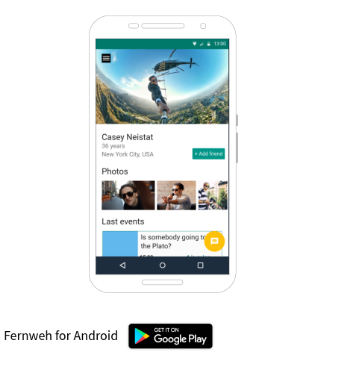 13:00
Casey Neistat
36 years
New York City, USA
+ Add friend
Photos
Last events
Is somebody going to
the Plato?
Fernweh for Android
GET IT ON
Google Play